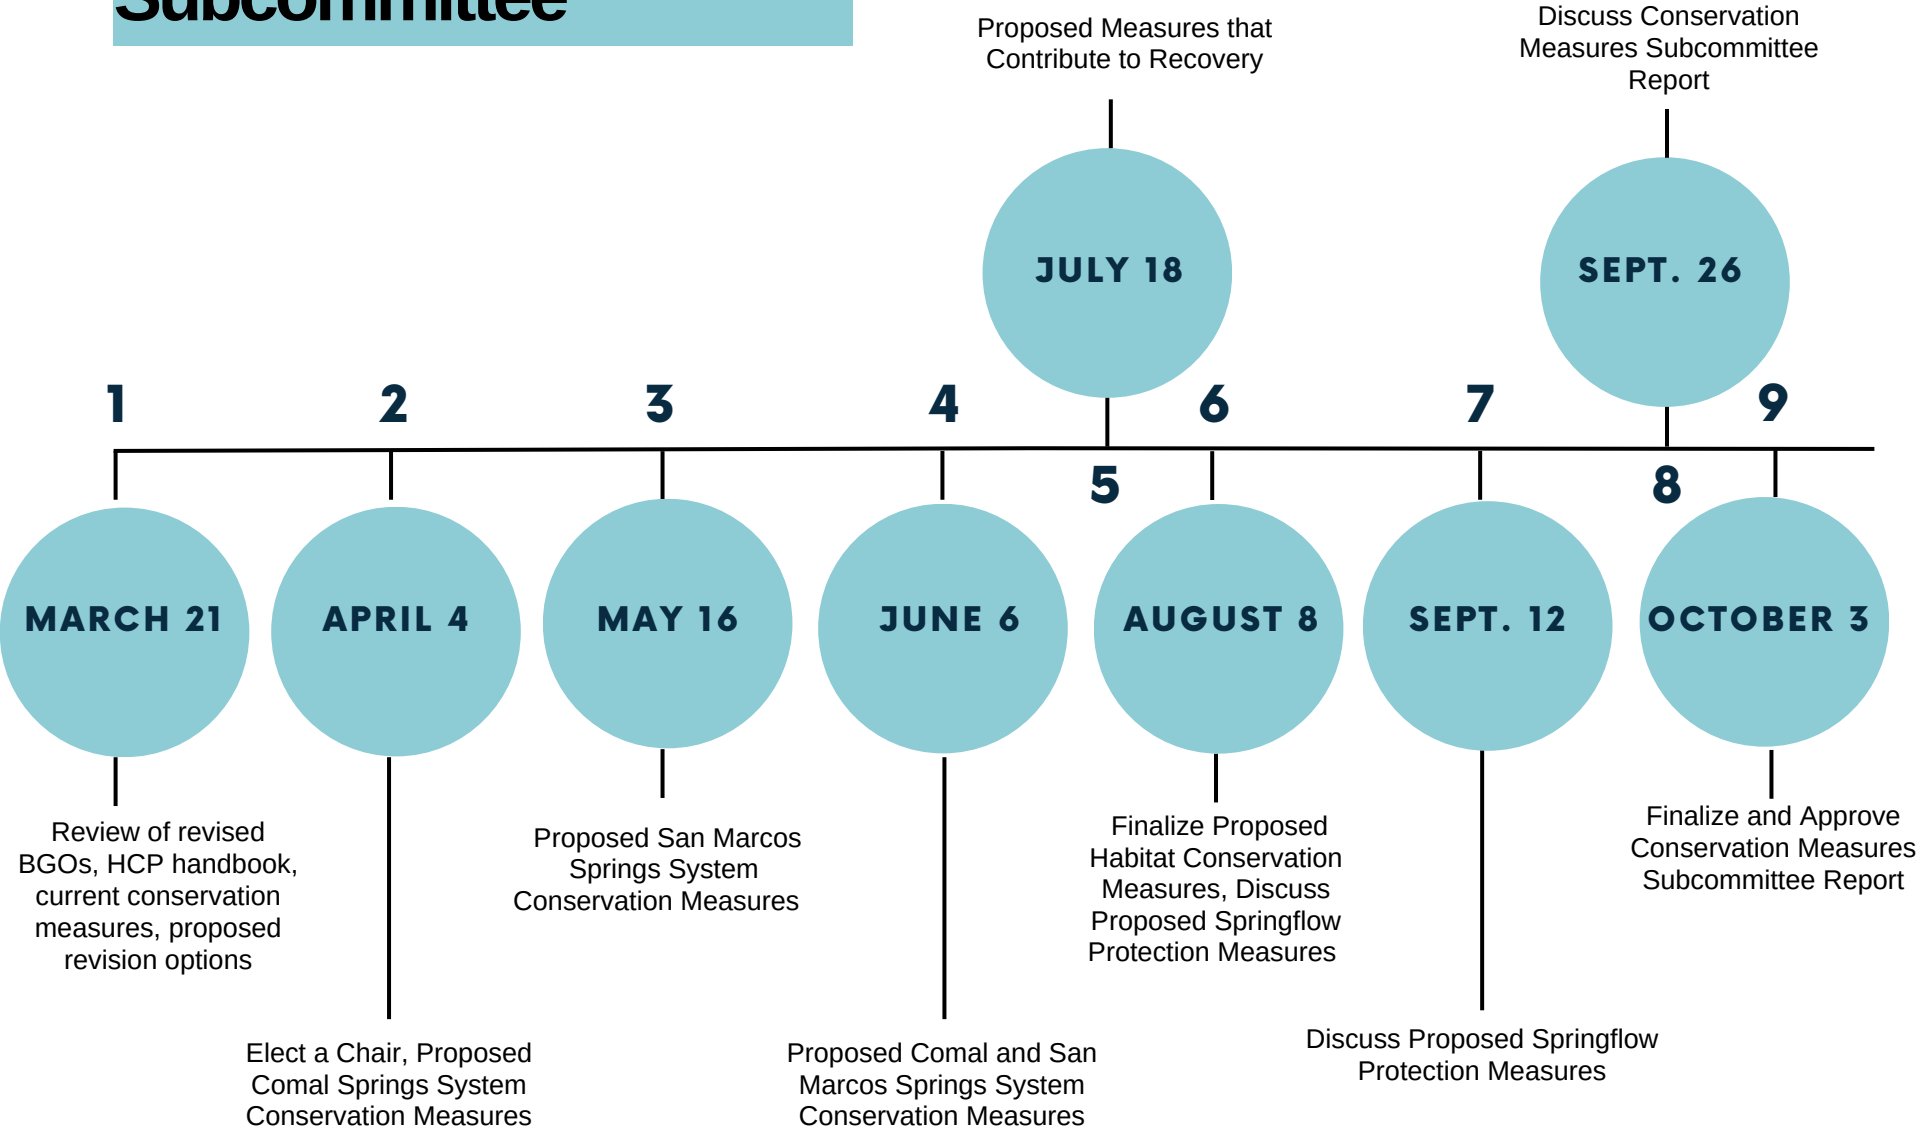 Subcommittee
Proposed Measures that
Contribute to Recovery
Discuss Conservation
Measures Subcommittee
Report
JULY 18
SEPT. 26
1
2
3
4
6
7
9
5
8
MARCH 21
APRIL 4
MAY 16
JUNE 6
AUGUST 8
SEPT. 12
OCTOBER 3
Review of revised
BGOs, HCP handbook,
current conservation
measures, proposed
revision options
Elect a Chair, Proposed
Comal Springs System
Conservation Measures
Proposed San Marcos
Springs System
Conservation Measures
Proposed Comal and San
Marcos Springs System
Conservation Measures
Finalize Proposed
Habitat Conservation
Measures, Discuss
Proposed Springflow
Protection Measures
Discuss Proposed Springflow
Protection Measures
Finalize and Approve
Conservation Measures
Subcommittee Report